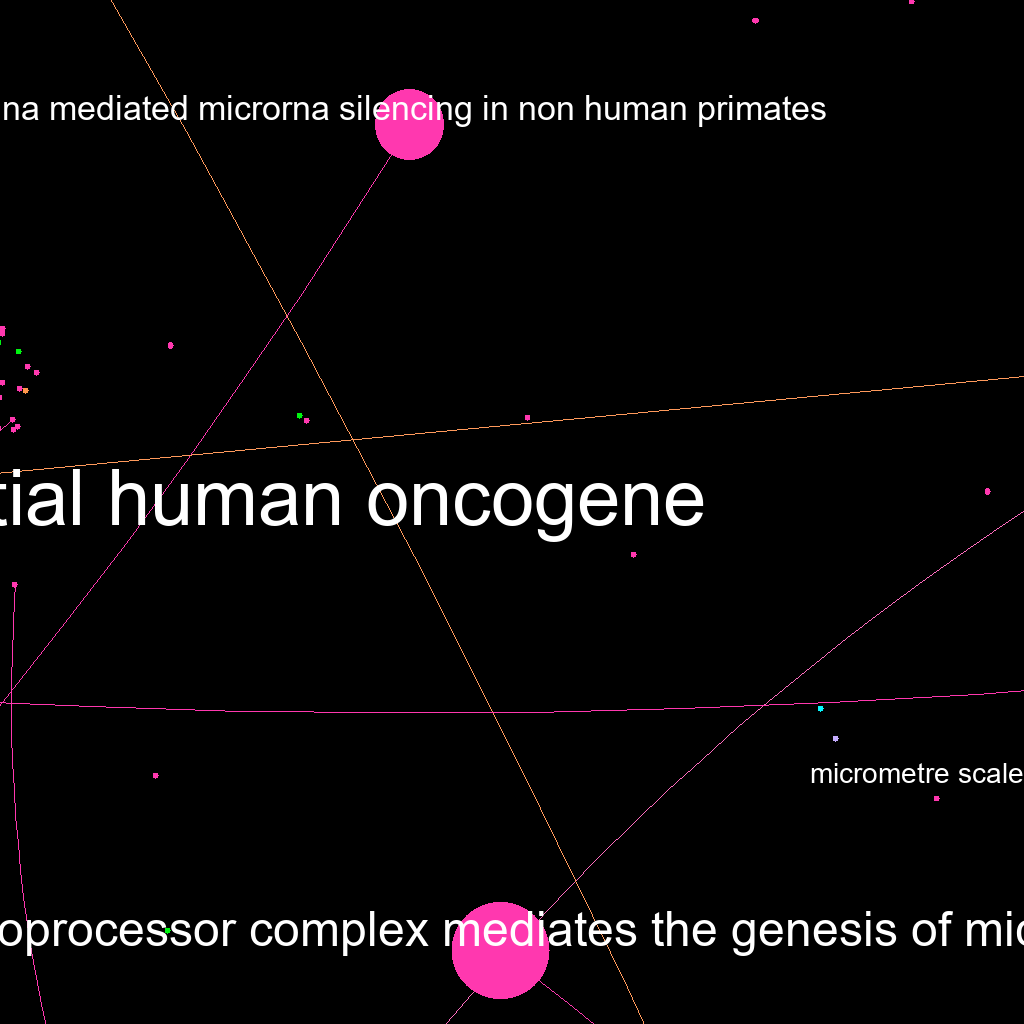 na mediated microrna silencing in non human primates
tial human oncogene
micrometre scale
oprocessor complex mediates the genesis of mic